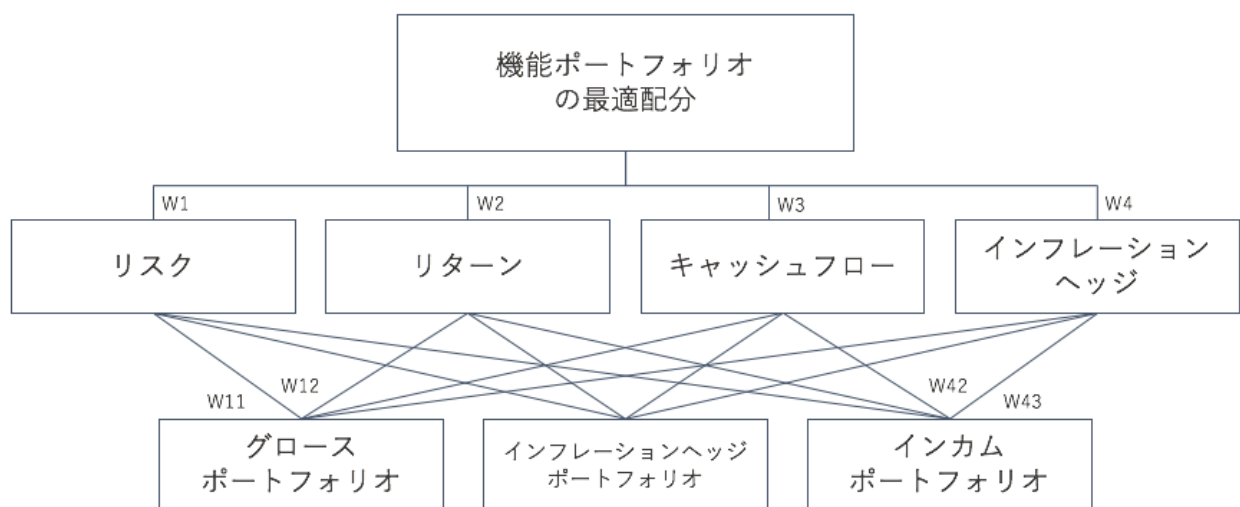 機能ポートフォリオ
の最適配分
W1
W2
W3
W4
リスク
リターン
キャッシュフロー
インフレーション
ヘッジ
W11
W12
W42
W43
グロース
ポートフォリオ
インフレーションヘッジ
ポートフォリオ
インカム
ポートフォリオ